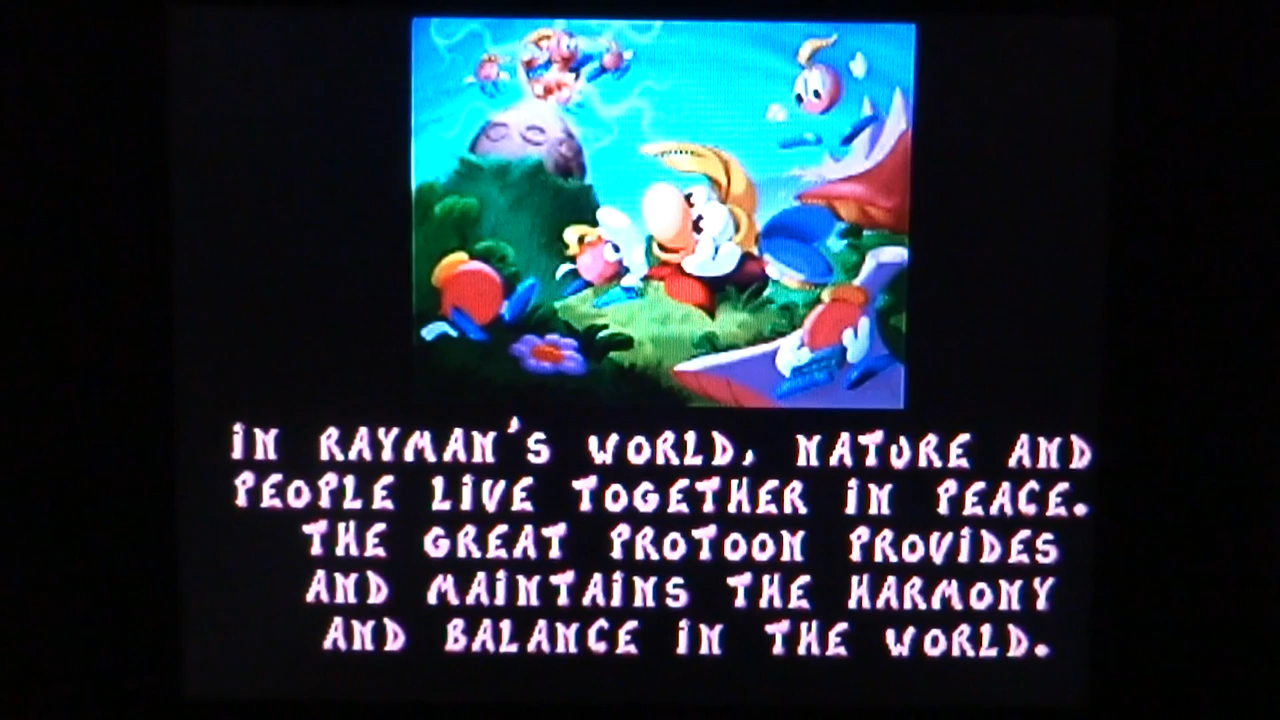 IN RAYMAN'S WORLD, NATURE AND
PEOPLE LIVE TOGETHER IN PEACE.
THE GREAT PROTOON PROVIDES
AND MAINTAINS THE HARMONY
AND BALANCE IN THE WORLD.